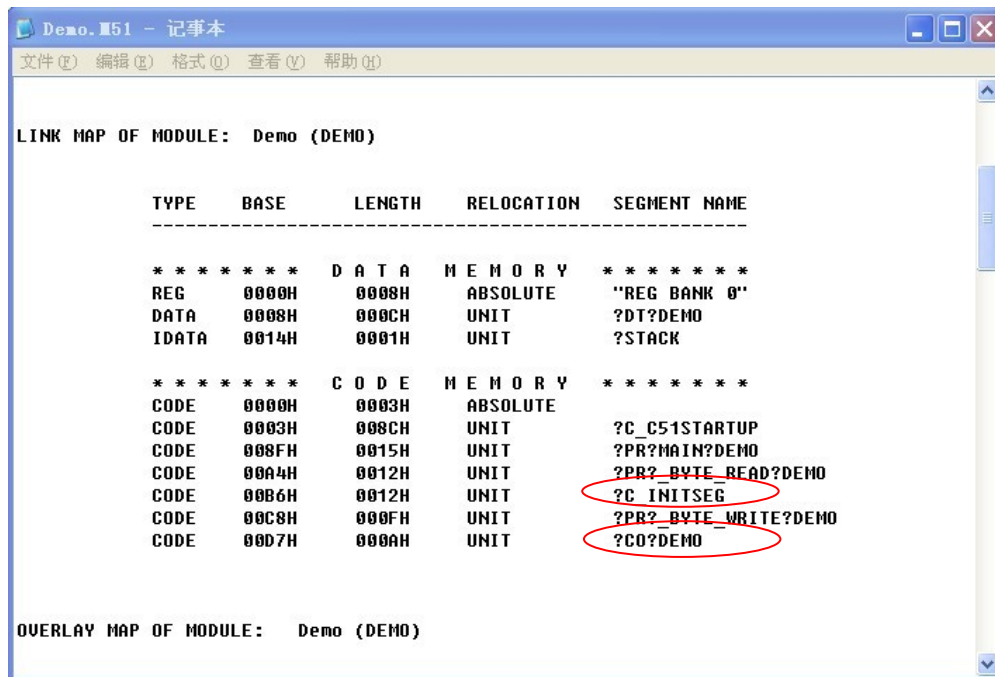 Demo.M51 - 记事本
文件(F) 编辑(E) 格式(O) 查看(V) 帮助(H)
LINK MAP OF MODULE:  Demo (DEMO)
TYPE    BASE      LENGTH    RELOCATION   SEGMENT NAME
-----------------------------------------------------
* * * * * * *   D A T A   M E M O R Y   * * * * * * *
REG     0000H     0008H     ABSOLUTE     "REG BANK 0"
DATA    0008H     000CH     UNIT         ?DT?DEMO
IDATA   0014H     0001H     UNIT         ?STACK
* * * * * * *   C O D E   M E M O R Y   * * * * * * *
CODE    0000H     0003H     ABSOLUTE
CODE    0003H     008CH     UNIT         ?C_C51STARTUP
CODE    008FH     0015H     UNIT         ?PR?MAIN?DEMO
CODE    00A4H     0012H     UNIT         ?PR?_BYTE_READ?DEMO
CODE    00B6H     0012H     UNIT         ?C_INITSEG
CODE    00C8H     000FH     UNIT         ?PR?_BYTE_WRITE?DEMO
CODE    00D7H     000AH     UNIT         ?CO?DEMO
OVERLAY MAP OF MODULE:   Demo (DEMO)